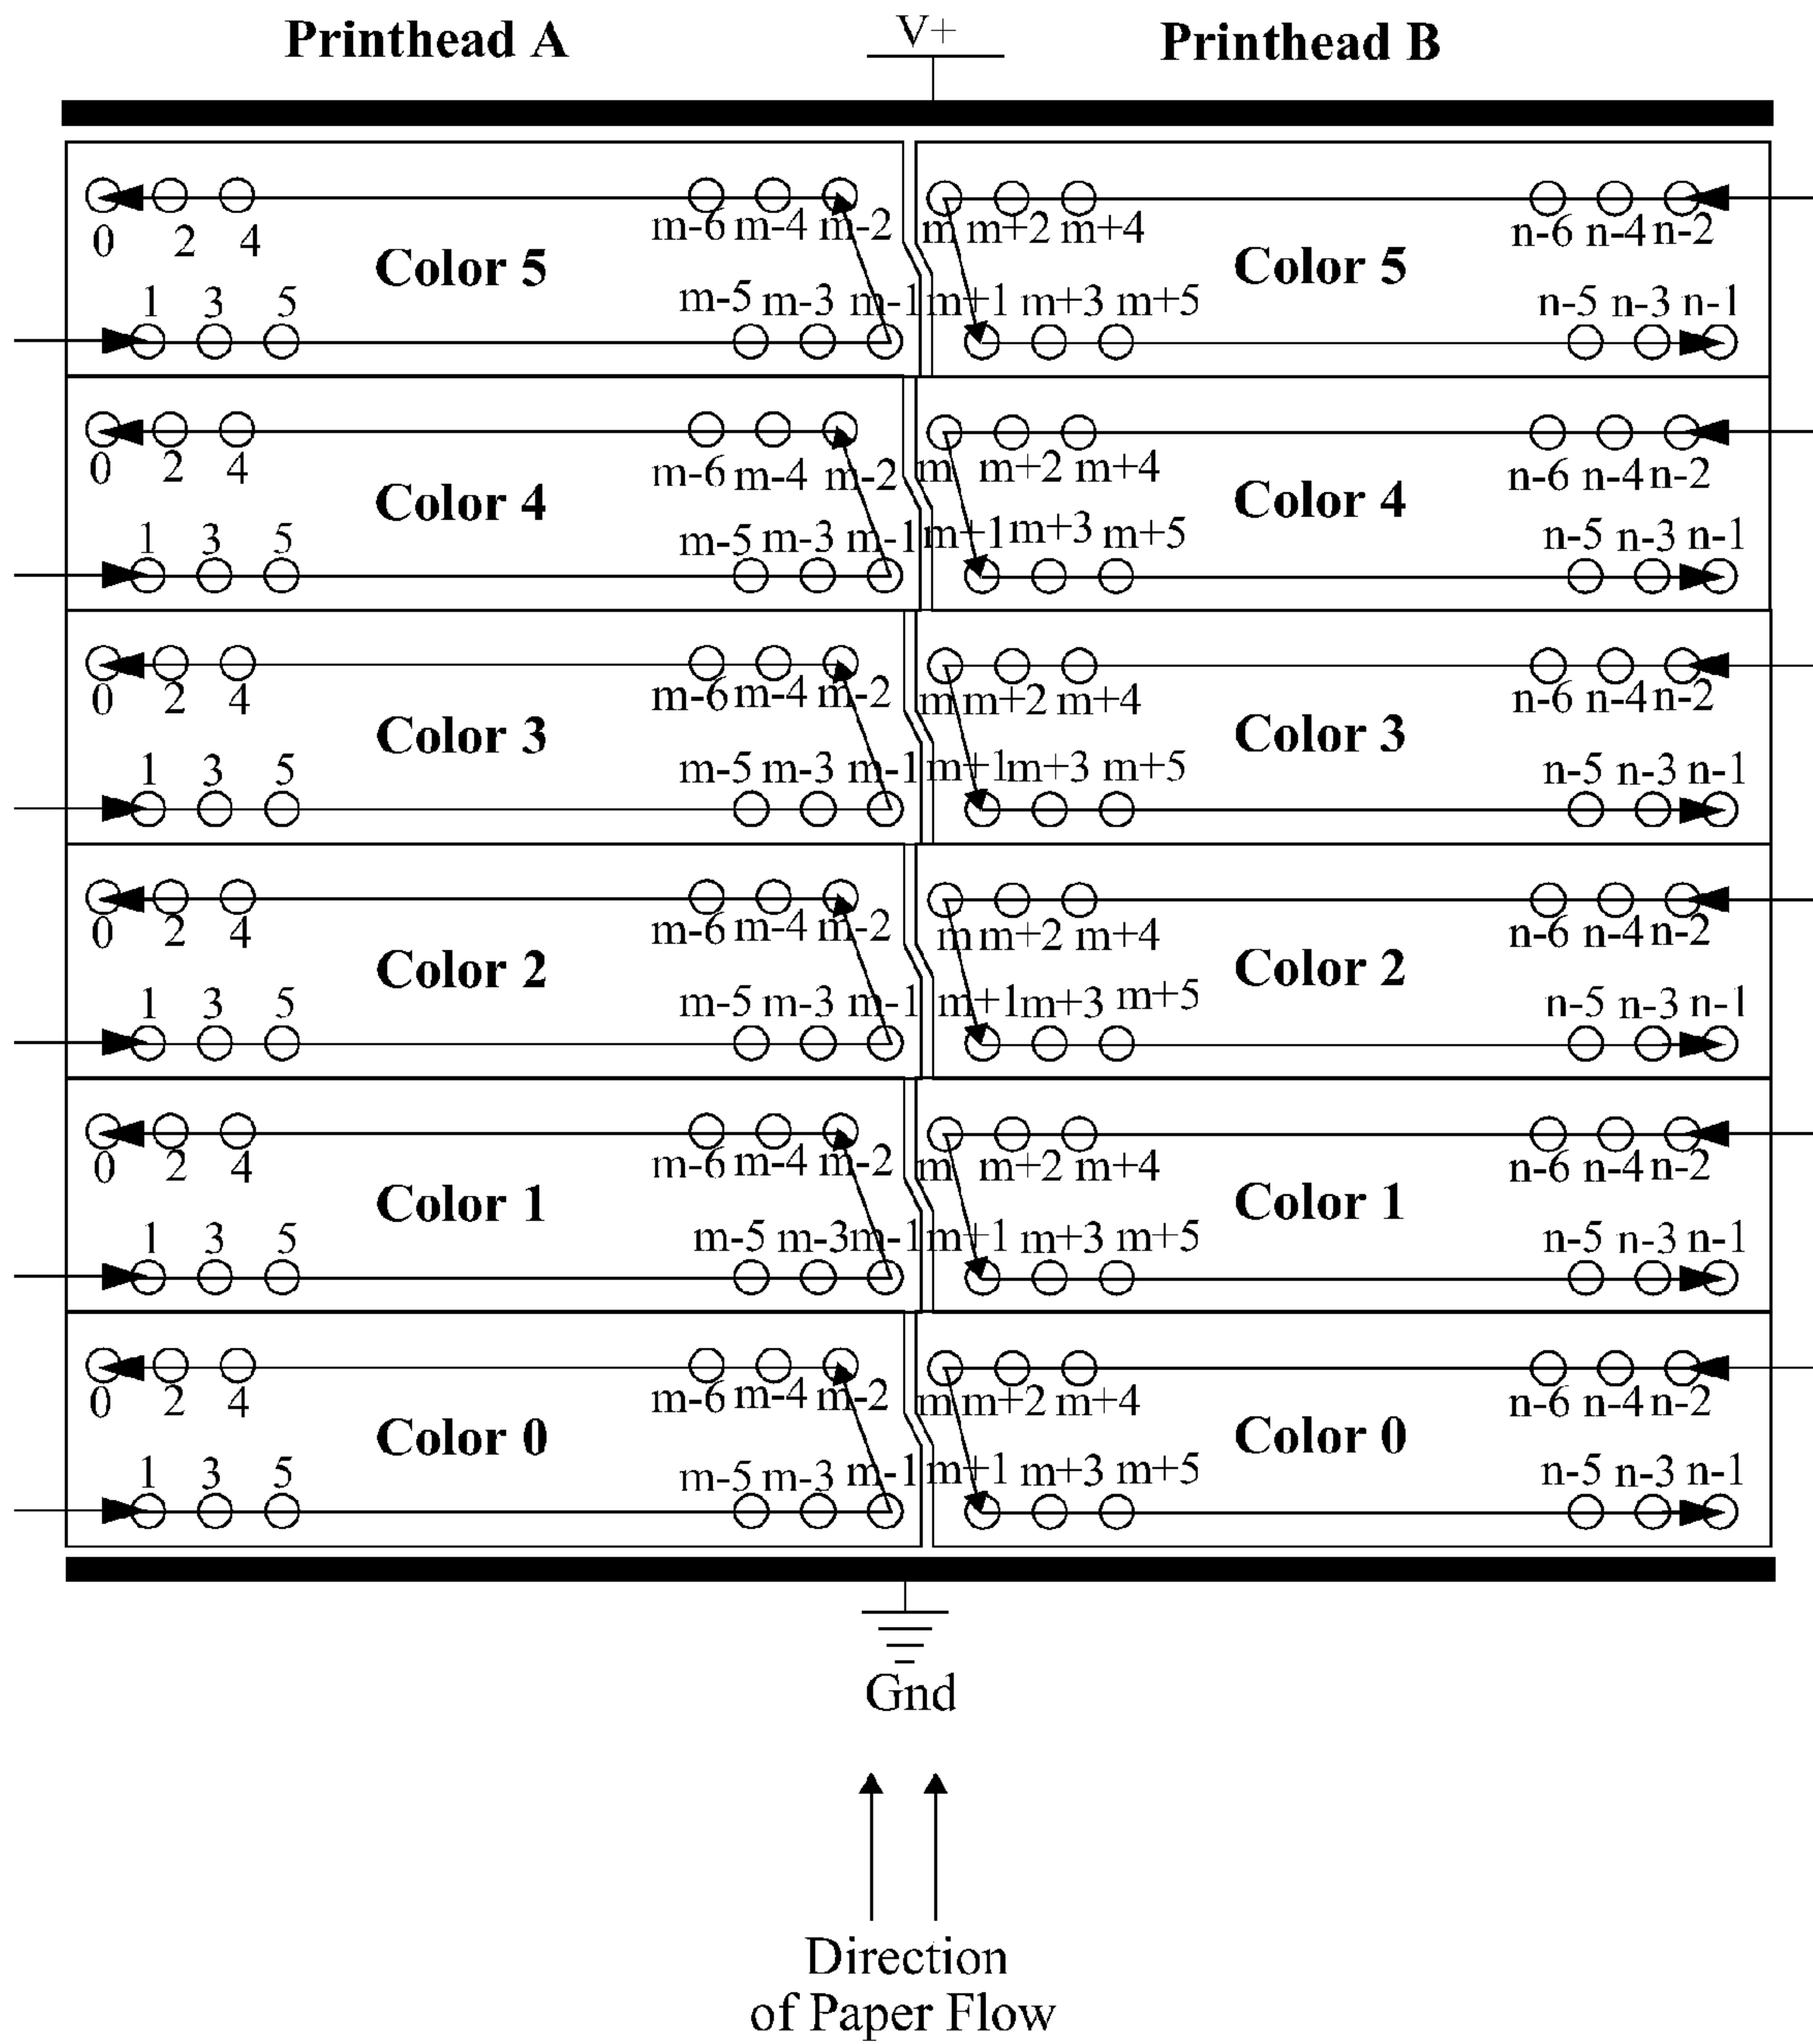 Printhead A V+ Printhead B
0 2 4 m-6 m-4 m-2 m m+2 m+4 n-6 n-4 n-2
Color 5 Color 5
1 3 5 m-5 m-3 m-1 m+1 m+3 m+5 n-5 n-3 n-1
0 2 4 m-6 m-4 m-2 m m+2 m+4 n-6 n-4 n-2
Color 4 Color 4
1 3 5 m-5 m-3 m-1 m+1 m+3 m+5 n-5 n-3 n-1
0 2 4 m-6 m-4 m-2 m m+2 m+4 n-6 n-4 n-2
Color 3 Color 3
1 3 5 m-5 m-3 m-1 m+1 m+3 m+5 n-5 n-3 n-1
0 2 4 m-6 m-4 m-2 m m+2 m+4 n-6 n-4 n-2
Color 2 Color 2
1 3 5 m-5 m-3 m-1 m+1 m+3 m+5 n-5 n-3 n-1
0 2 4 m-6 m-4 m-2 m m+2 m+4 n-6 n-4 n-2
Color 1 Color 1
1 3 5 m-5 m-3 m-1 m+1 m+3 m+5 n-5 n-3 n-1
0 2 4 m-6 m-4 m-2 m m+2 m+4 n-6 n-4 n-2
Color 0 Color 0
1 3 5 m-5 m-3 m-1 m+1 m+3 m+5 n-5 n-3 n-1
Gnd
Direction
of Paper Flow